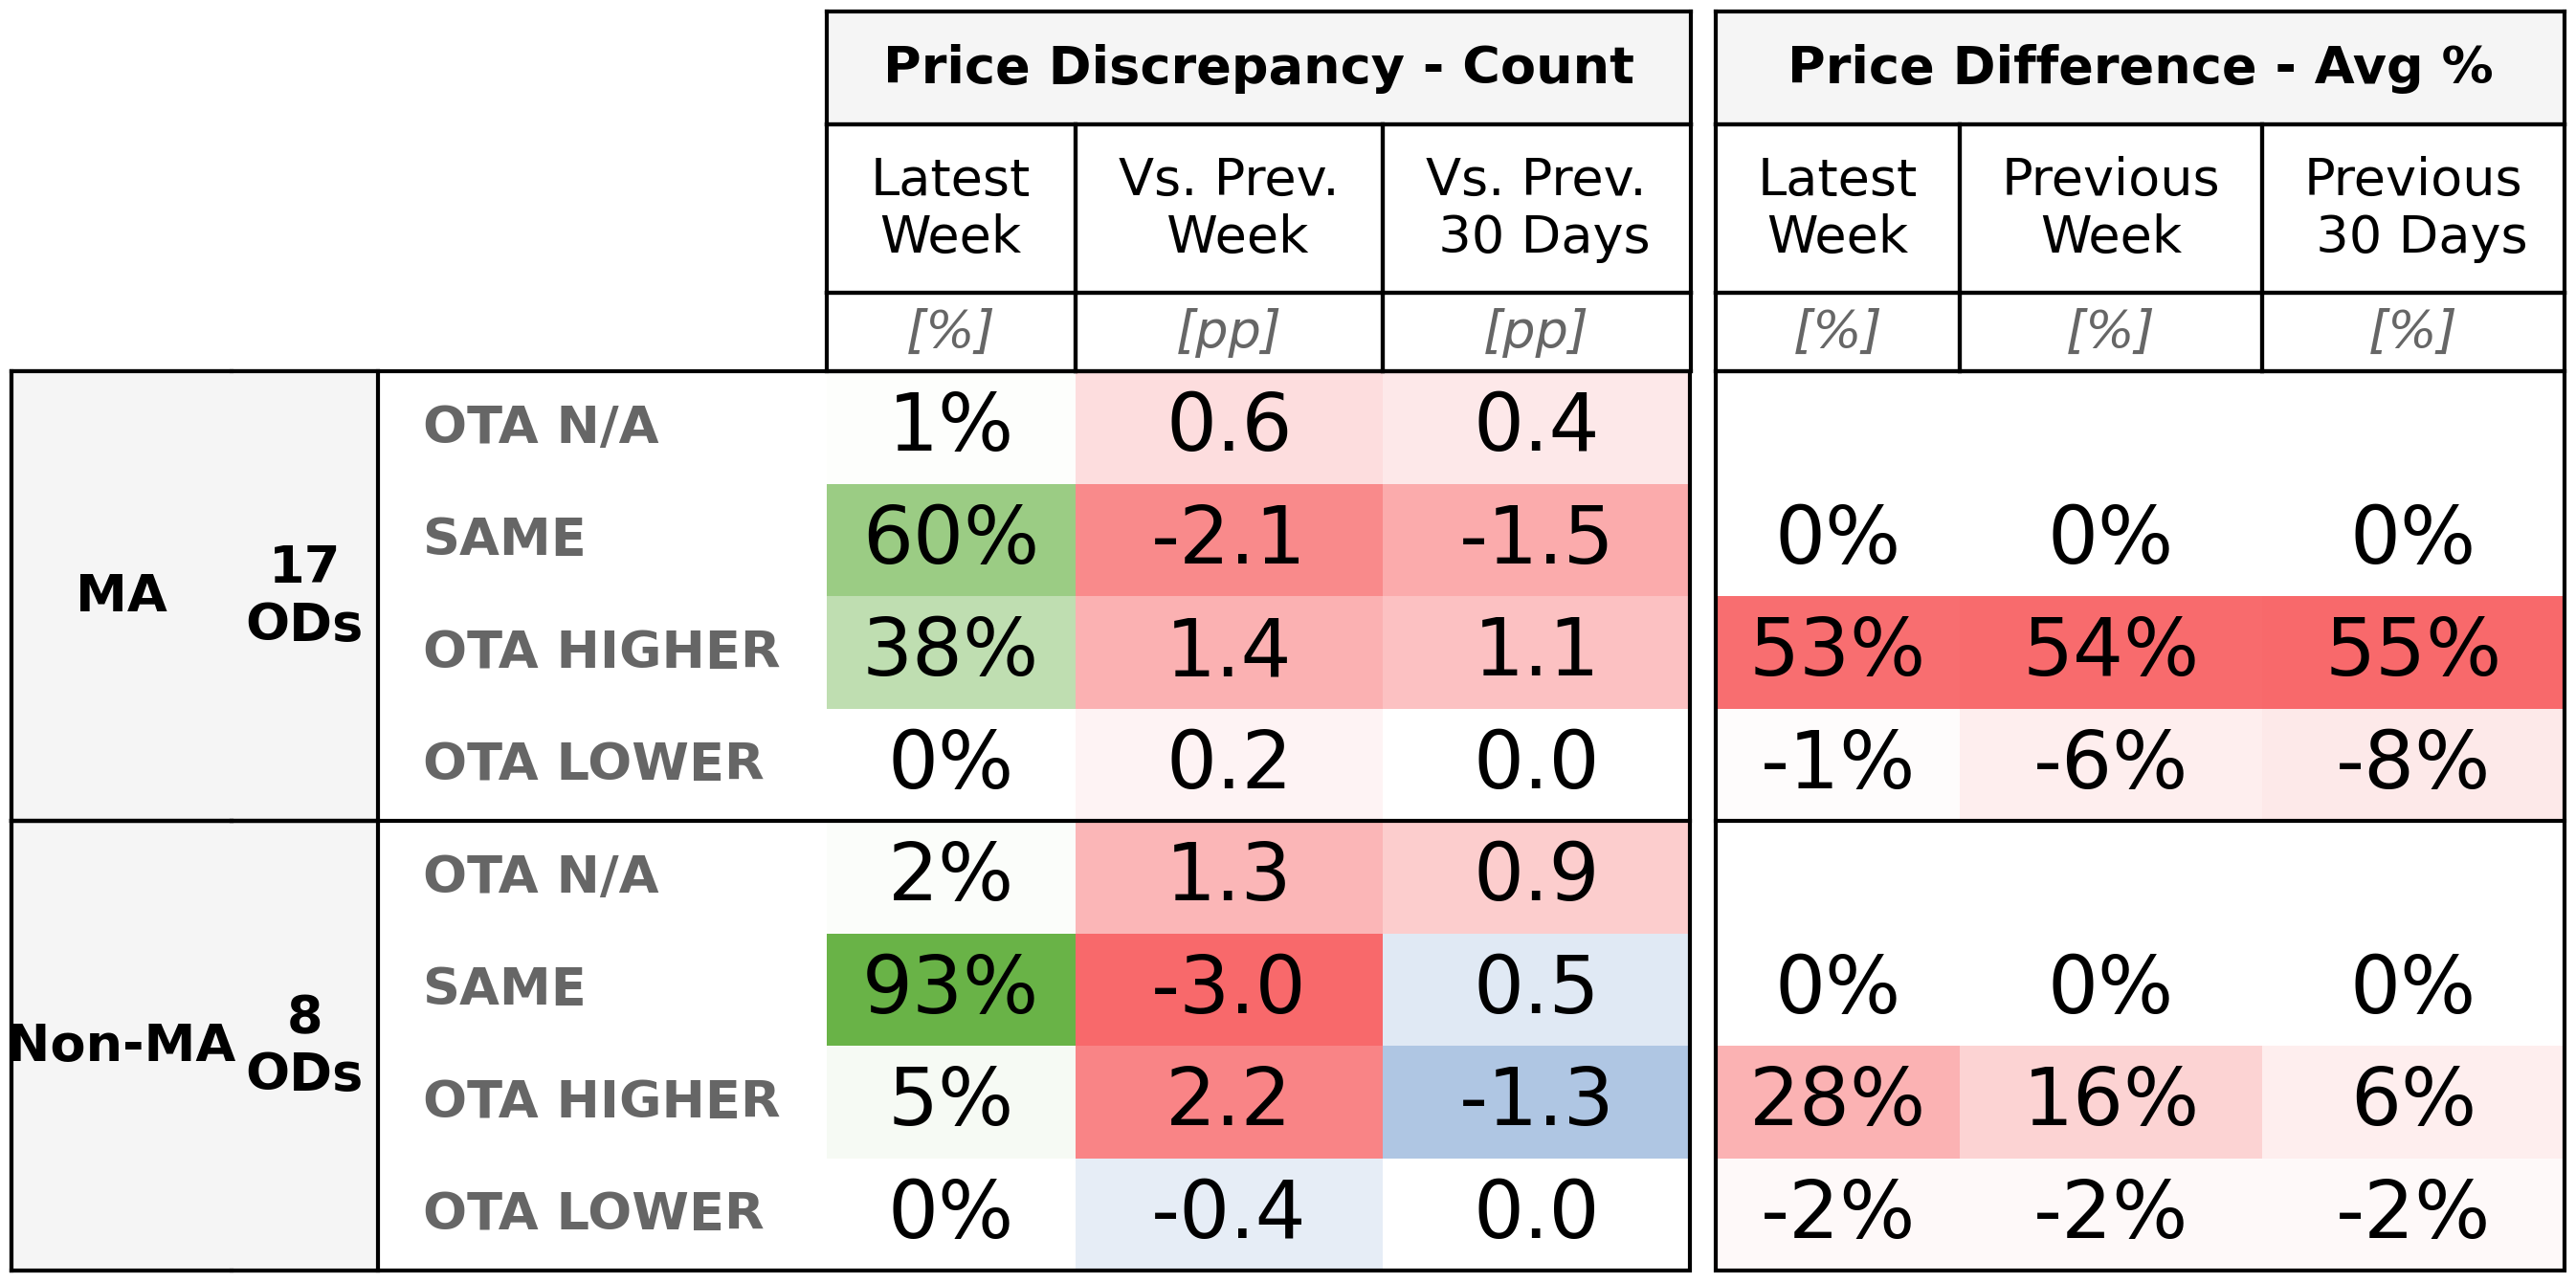 Price Discrepancy - Count Price Difference - Avg %
Latest Week Vs. Prev. Week Vs. Prev. 30 Days Latest Week Previous Week Previous 30 Days
[%] [pp] [pp] [%] [%] [%]
MA 17 ODs
OTA N/A 1% 0.6 0.4
SAME 60% -2.1 -1.5 0% 0% 0%
OTA HIGHER 38% 1.4 1.1 53% 54% 55%
OTA LOWER 0% 0.2 0.0 -1% -6% -8%
Non-MA 8 ODs
OTA N/A 2% 1.3 0.9
SAME 93% -3.0 0.5 0% 0% 0%
OTA HIGHER 5% 2.2 -1.3 28% 16% 6%
OTA LOWER 0% -0.4 0.0 -2% -2% -2%